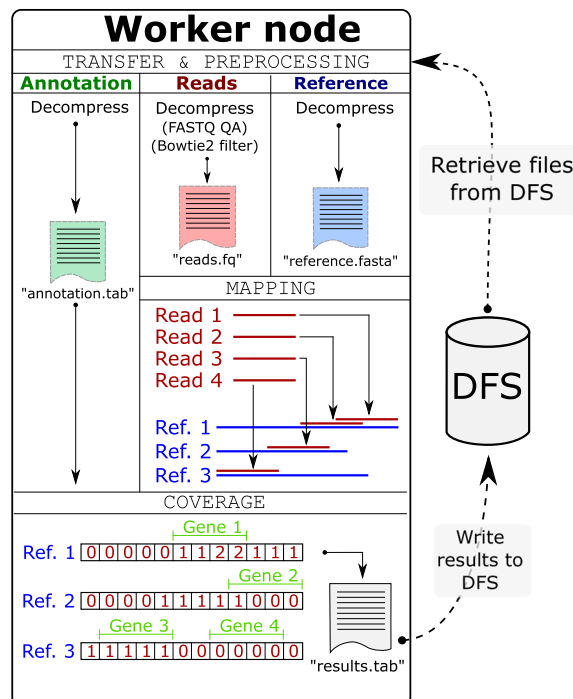 Worker node
TRANSFER & PREPROCESSING
Annotation
Reads
Reference
Decompress
Decompress
(FASTQ QA)
(Bowtie2 filter)
Decompress
"annotation.tab"
"reads.fq"
"reference.fasta"
MAPPING
Read 1
Read 2
Read 3
Read 4
Ref. 1
Ref. 2
Ref. 3
COVERAGE
Gene 1
Ref. 1 0 0 0 0 0 1 1 2 2 1 1 1
Gene 2
Ref. 2 0 0 0 0 1 1 1 1 1 0 0 0
Gene 3 Gene 4
Ref. 3 1 1 1 1 1 0 0 0 0 0 0 0
"results.tab"
Retrieve files
from DFS
DFS
Write
results to
DFS